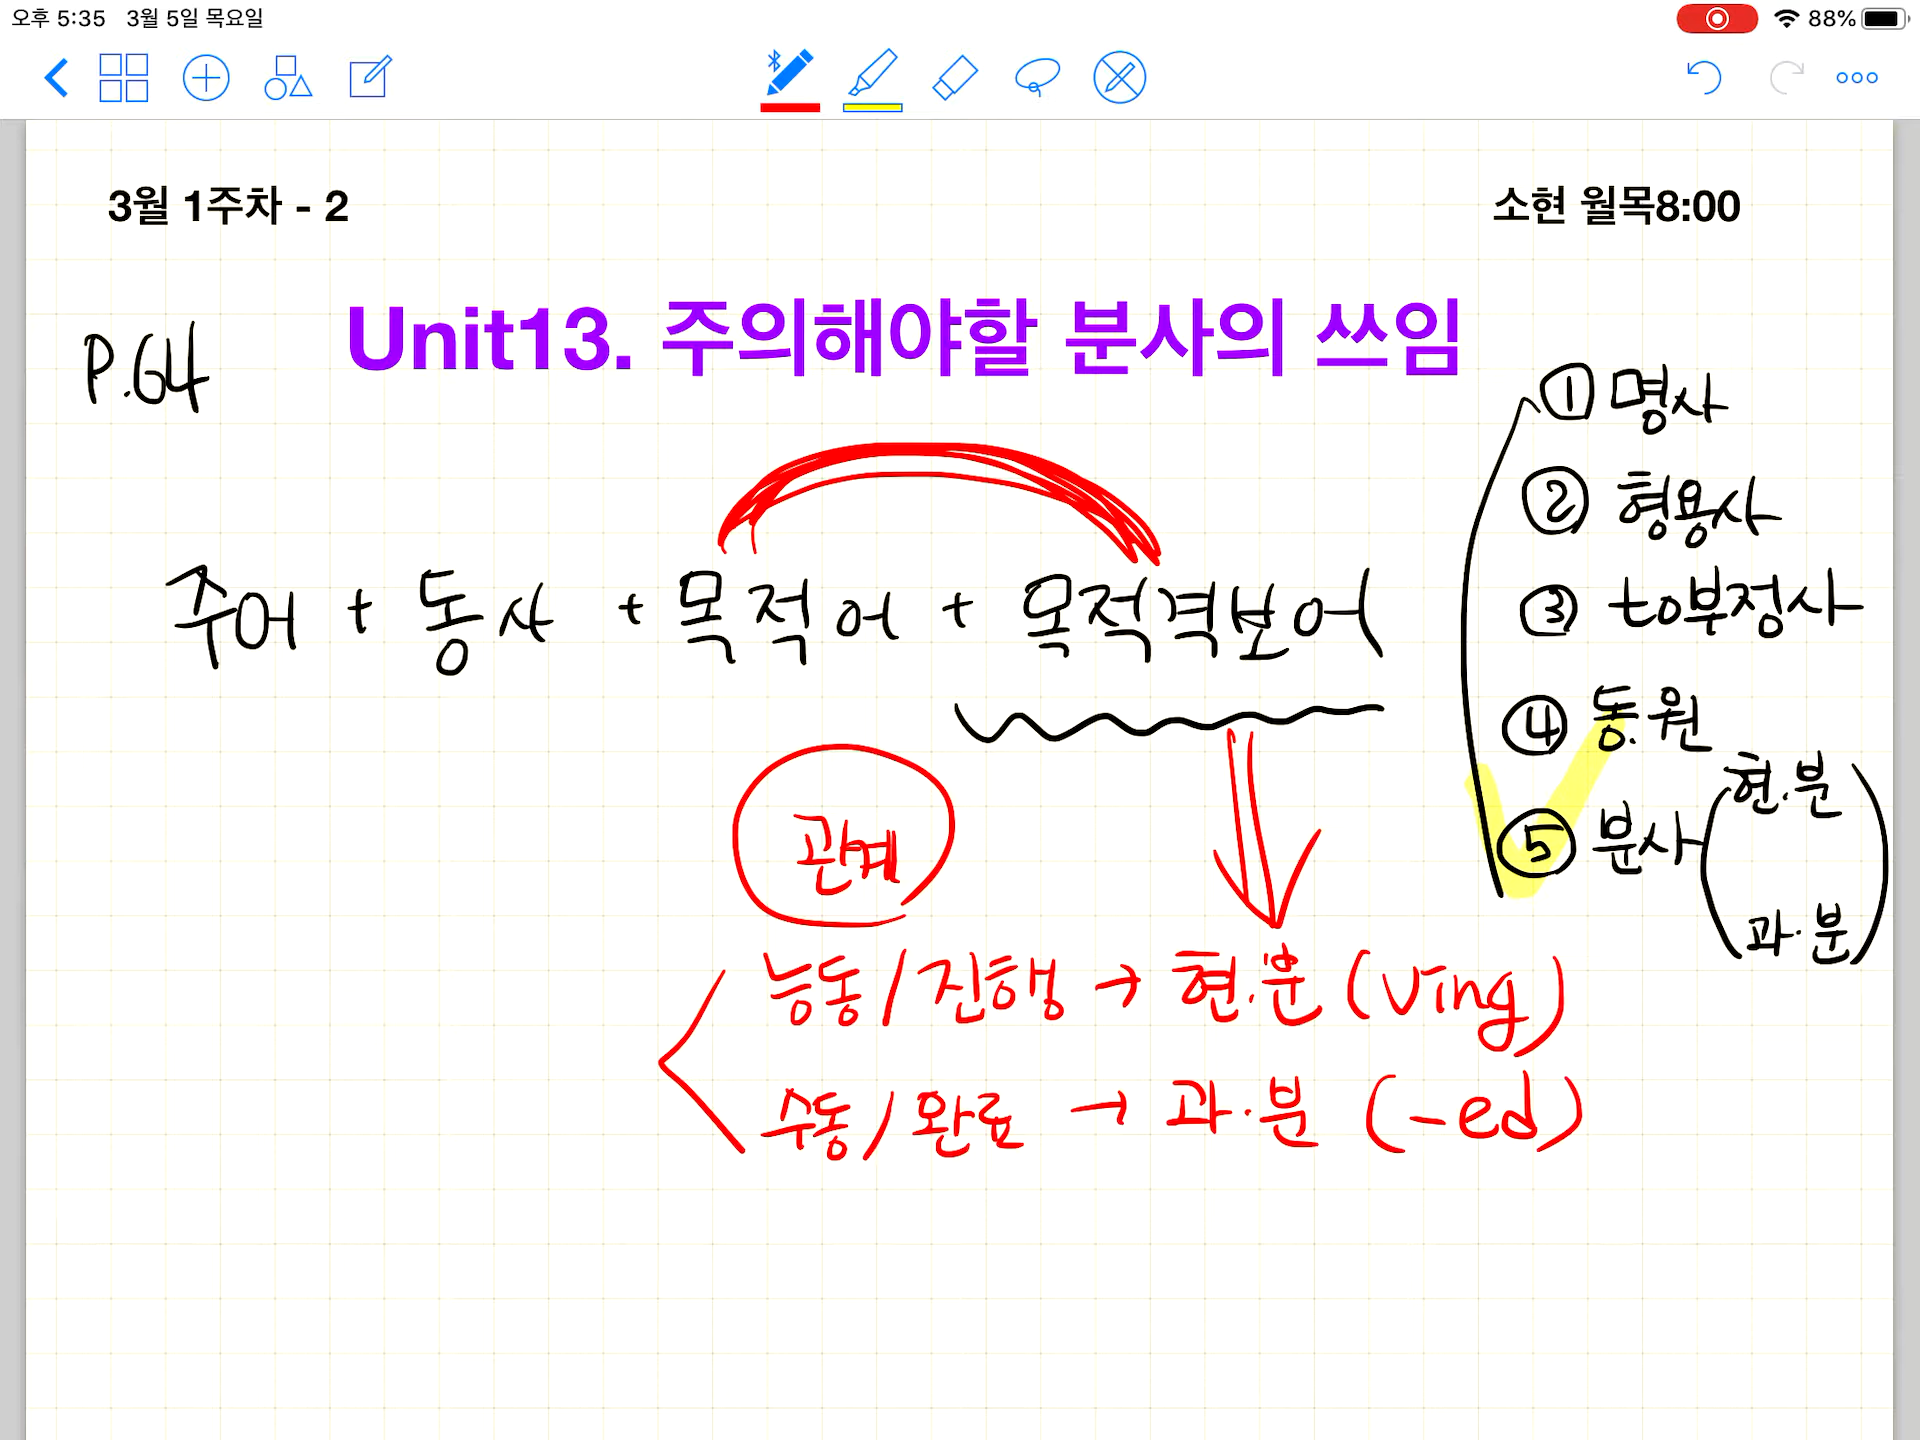 오후 5:35 3월 5일 목요일 88%
3월 1주차 - 2 소현 월목8:00
Unit13. 주의해야할 분사의 쓰임
P.64
① 명사
② 형용사
주어 + 동사 + 목적어 + 목적격보어
③ to부정사
④ 동.원
⑤ 분사 (현.분
과.분)
관계
능동/진행 → 현.분 (Ving)
수동/완료 → 과.분 (-ed)